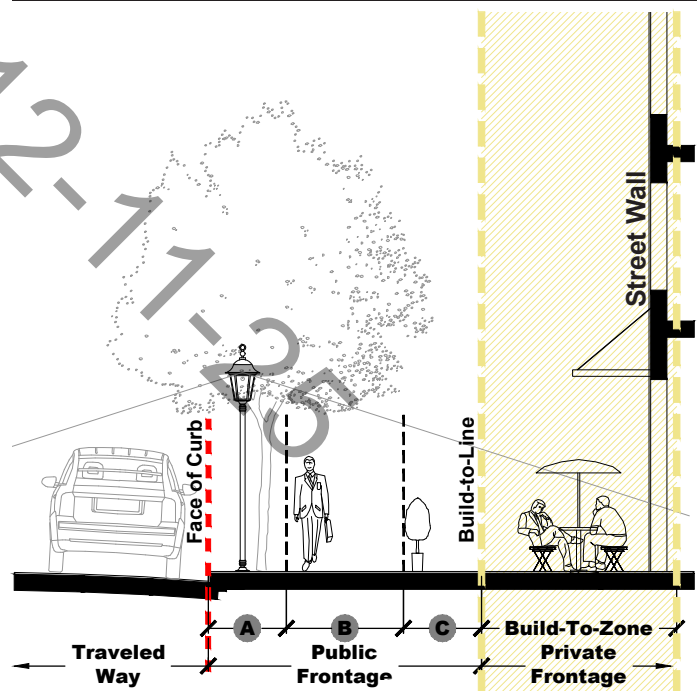 12-11-25
Street Wall
Face of Curb
Build-to-Line
A
B
C
Build-To-Zone
Traveled
Way
Public
Frontage
Private
Frontage